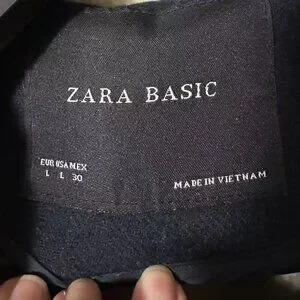 ZARA BASIC
EUR USA MEX
L L 30
MADE IN VIETNAM